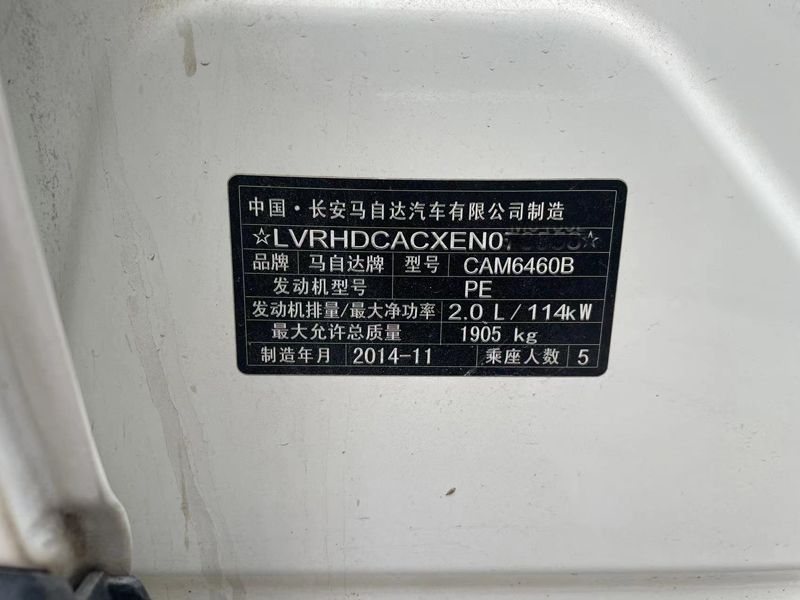 中国·长安马自达汽车有限公司制造
☆LVRHDCACXEN0 ☆
品牌 马自达牌 型号 CAM6460B
发动机型号 PE
发动机排量/最大净功率 2.0 L/114kW
最大允许总质量 1905 kg
制造年月 2014-11 乘座人数 5